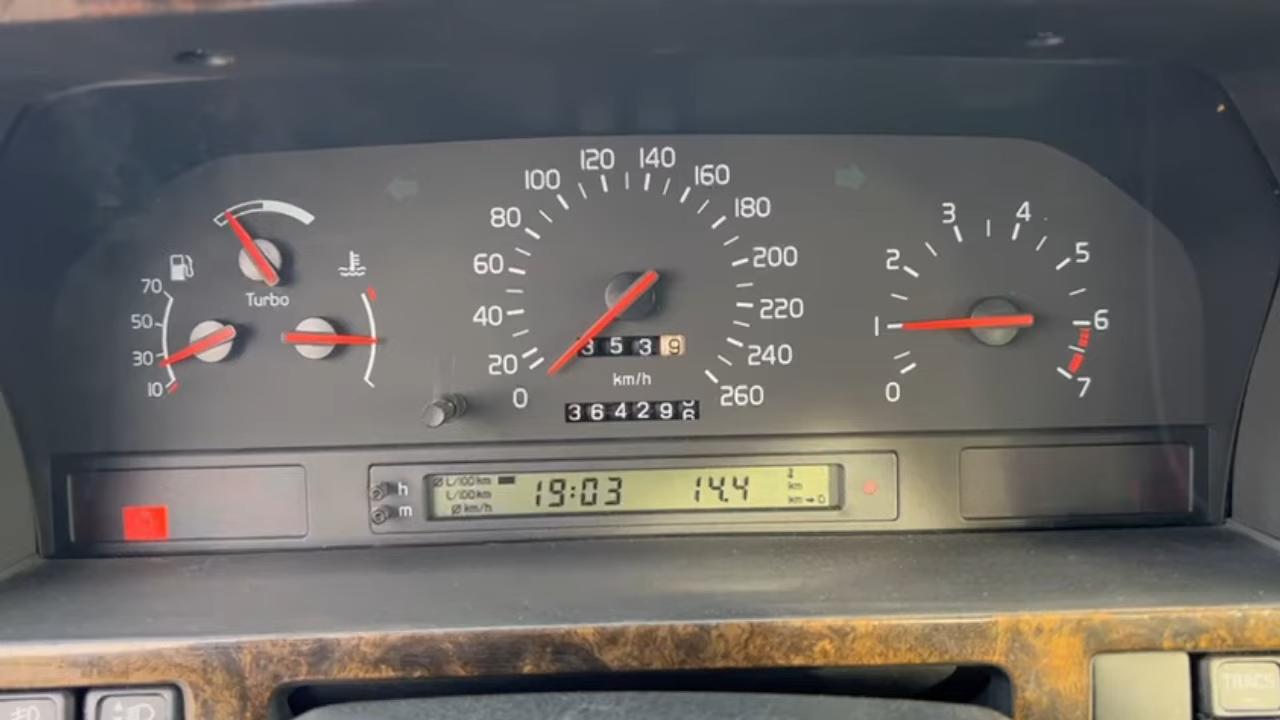 Turbo
70
50
30
10
0
20
40
60
80
100
120
140
160
180
200
220
240
260
3 5 3 9
km/h
3 6 4 2 9
0
1
2
3
4
5
6
7
h
m
Ø L/100km
L/100km
Ø km/h
19:03
14.4
km
km → 0
TRACS